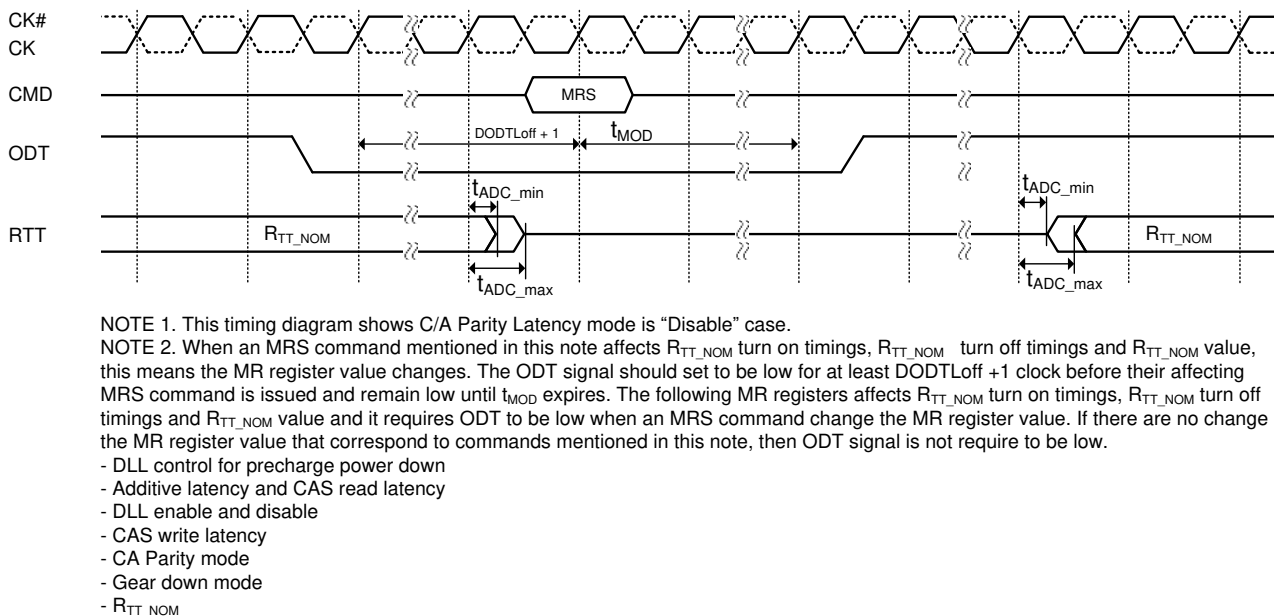 CK#
CK
CMD
MRS
ODT
DODTLoff + 1
tMOD
RTT
RTT_NOM
tADC_min
tADC_max
tADC_min
tADC_max
RTT_NOM
NOTE 1. This timing diagram shows C/A Parity Latency mode is “Disable” case.
NOTE 2. When an MRS command mentioned in this note affects RTT_NOM turn on timings, RTT_NOM turn off timings and RTT_NOM value,
this means the MR register value changes. The ODT signal should set to be low for at least DODTLoff +1 clock before their affecting
MRS command is issued and remain low until tMOD expires. The following MR registers affects RTT_NOM turn on timings, RTT_NOM turn off
timings and RTT_NOM value and it requires ODT to be low when an MRS command change the MR register value. If there are no change
the MR register value that correspond to commands mentioned in this note, then ODT signal is not require to be low.
- DLL control for precharge power down
- Additive latency and CAS read latency
- DLL enable and disable
- CAS write latency
- CA Parity mode
- Gear down mode
- RTT_NOM